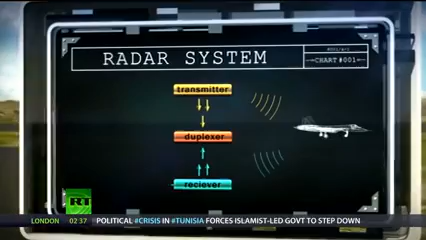 RADAR SYSTEM
CHART#001
transmitter
duplexer
reciever
RT
LONDON 02:37 POLITICAL #CRISIS IN #TUNISIA FORCES ISLAMIST-LED GOVT TO STEP DOWN